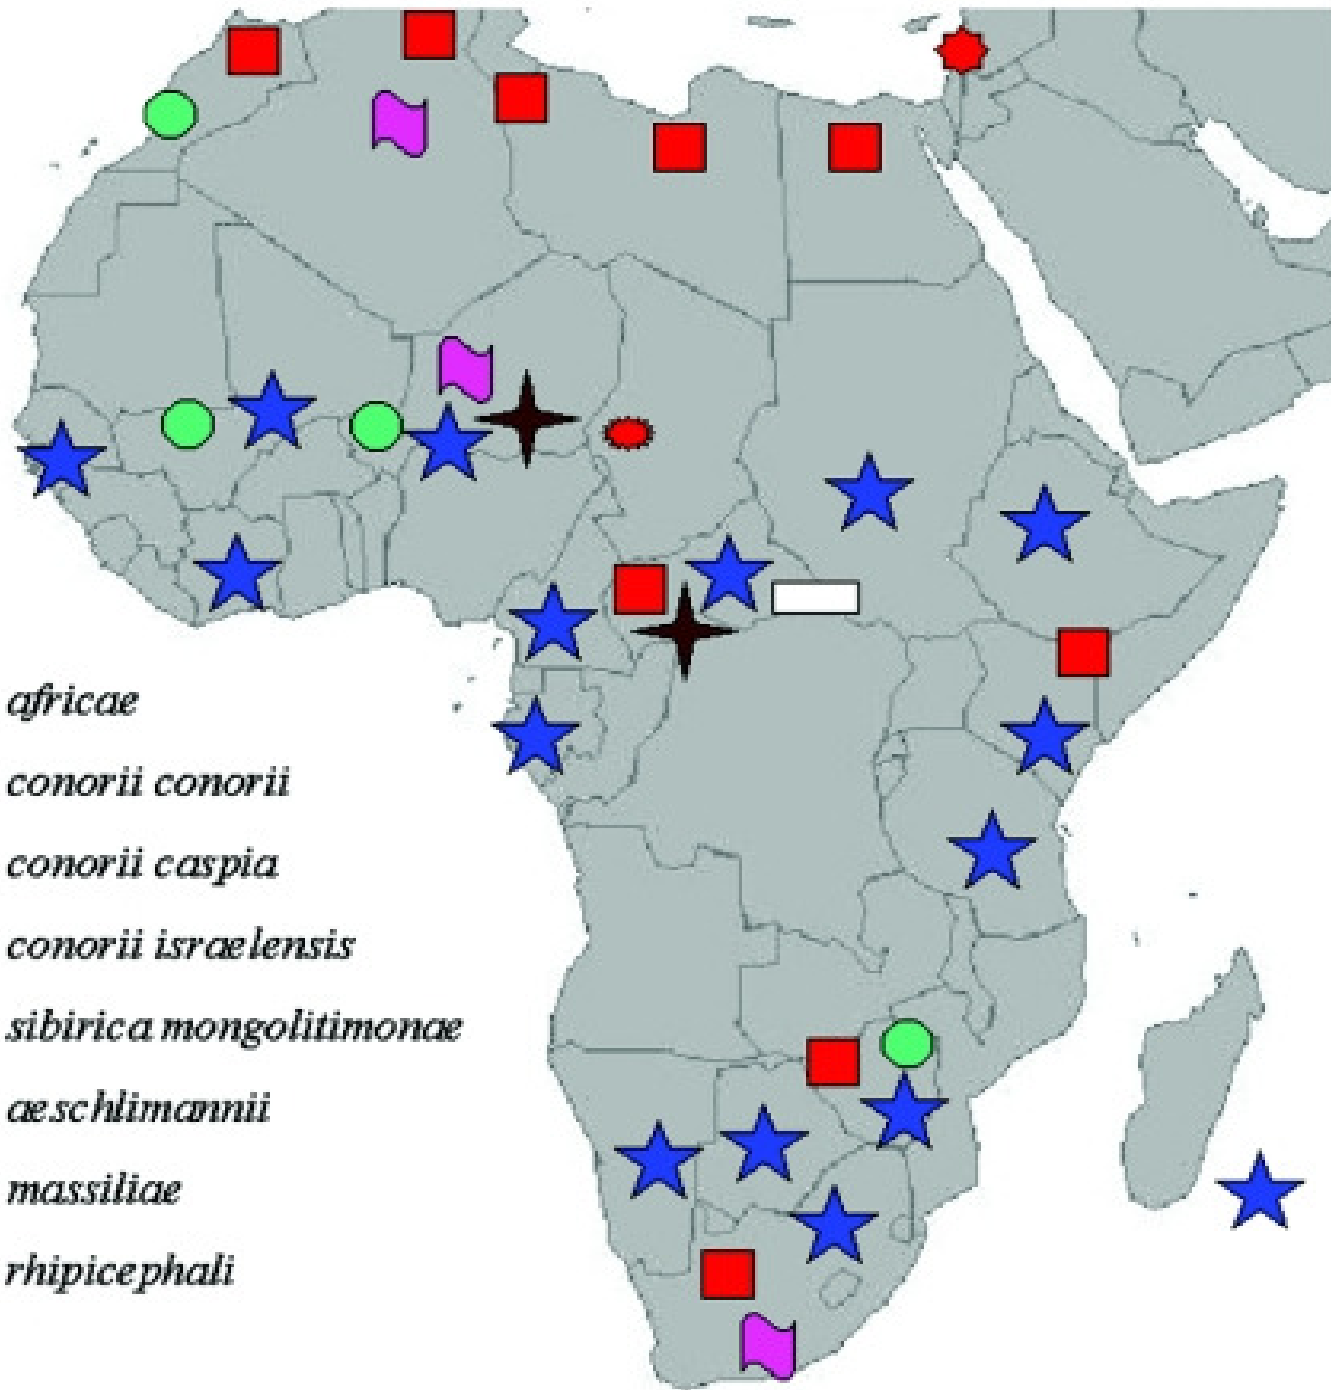 africae
conorii conorii
conorii caspia
conorii israelensis
sibirica mongolitimonae
aeschlimannii
massiliae
rhipicephali